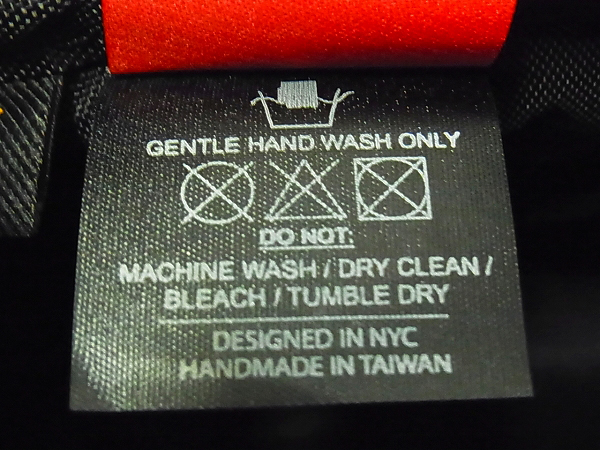 GENTLE HAND WASH ONLY
DO NOT:
MACHINE WASH / DRY CLEAN /
BLEACH / TUMBLE DRY
DESIGNED IN NYC
HANDMADE IN TAIWAN